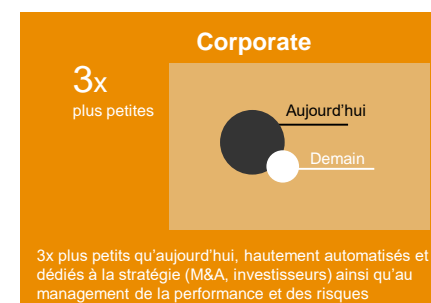 Corporate
3x
plus petites
Aujourd'hui
Demain
3x plus petits qu'aujourd'hui, hautement automatisés et
dédiés à la stratégie (M&A, investisseurs) ainsi qu'au
management de la performance et des risques